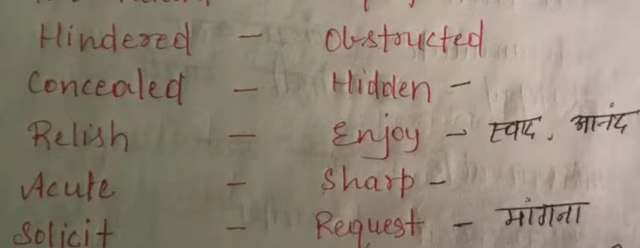 Hindered - Obstructed
Concealed - Hidden -
Relish - Enjoy - स्वाद, आनंद
Acute - Sharp -
Solicit - Request - मांगना